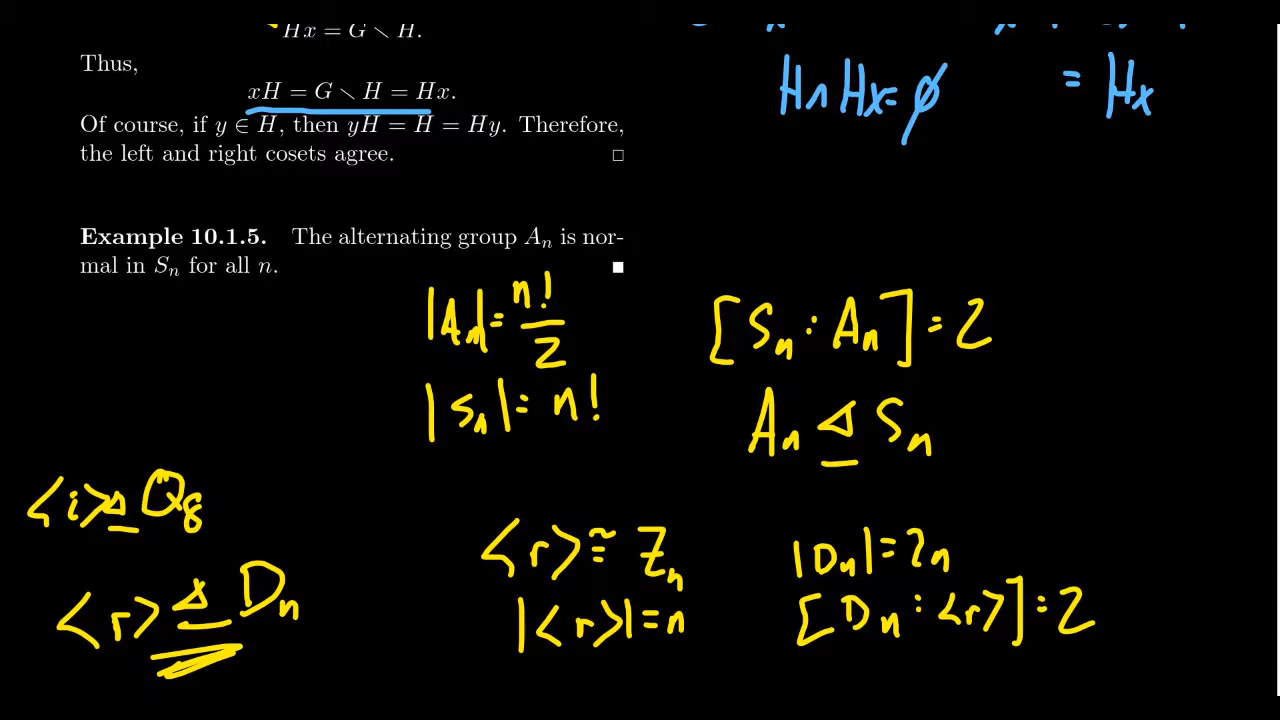 Hx = G ∖ H.
Thus,
xH = G ∖ H = Hx.
Of course, if y ∈ H, then yH = H = Hy. Therefore,
the left and right cosets agree. □
H ∩ Hx = ∅
= Hx
Example 10.1.5. The alternating group Aₙ is nor-
mal in Sₙ for all n. ■
|Aₙ| = n!/2
[Sₙ : Aₙ] = 2
|Sₙ| = n!
Aₙ ⊴ Sₙ
<i> ⊴ Q₈
<r> ≅ ℤₙ
|Dₙ| = 2n
<r> ⊴ Dₙ
|<r>| = n
[Dₙ : <r>] = 2